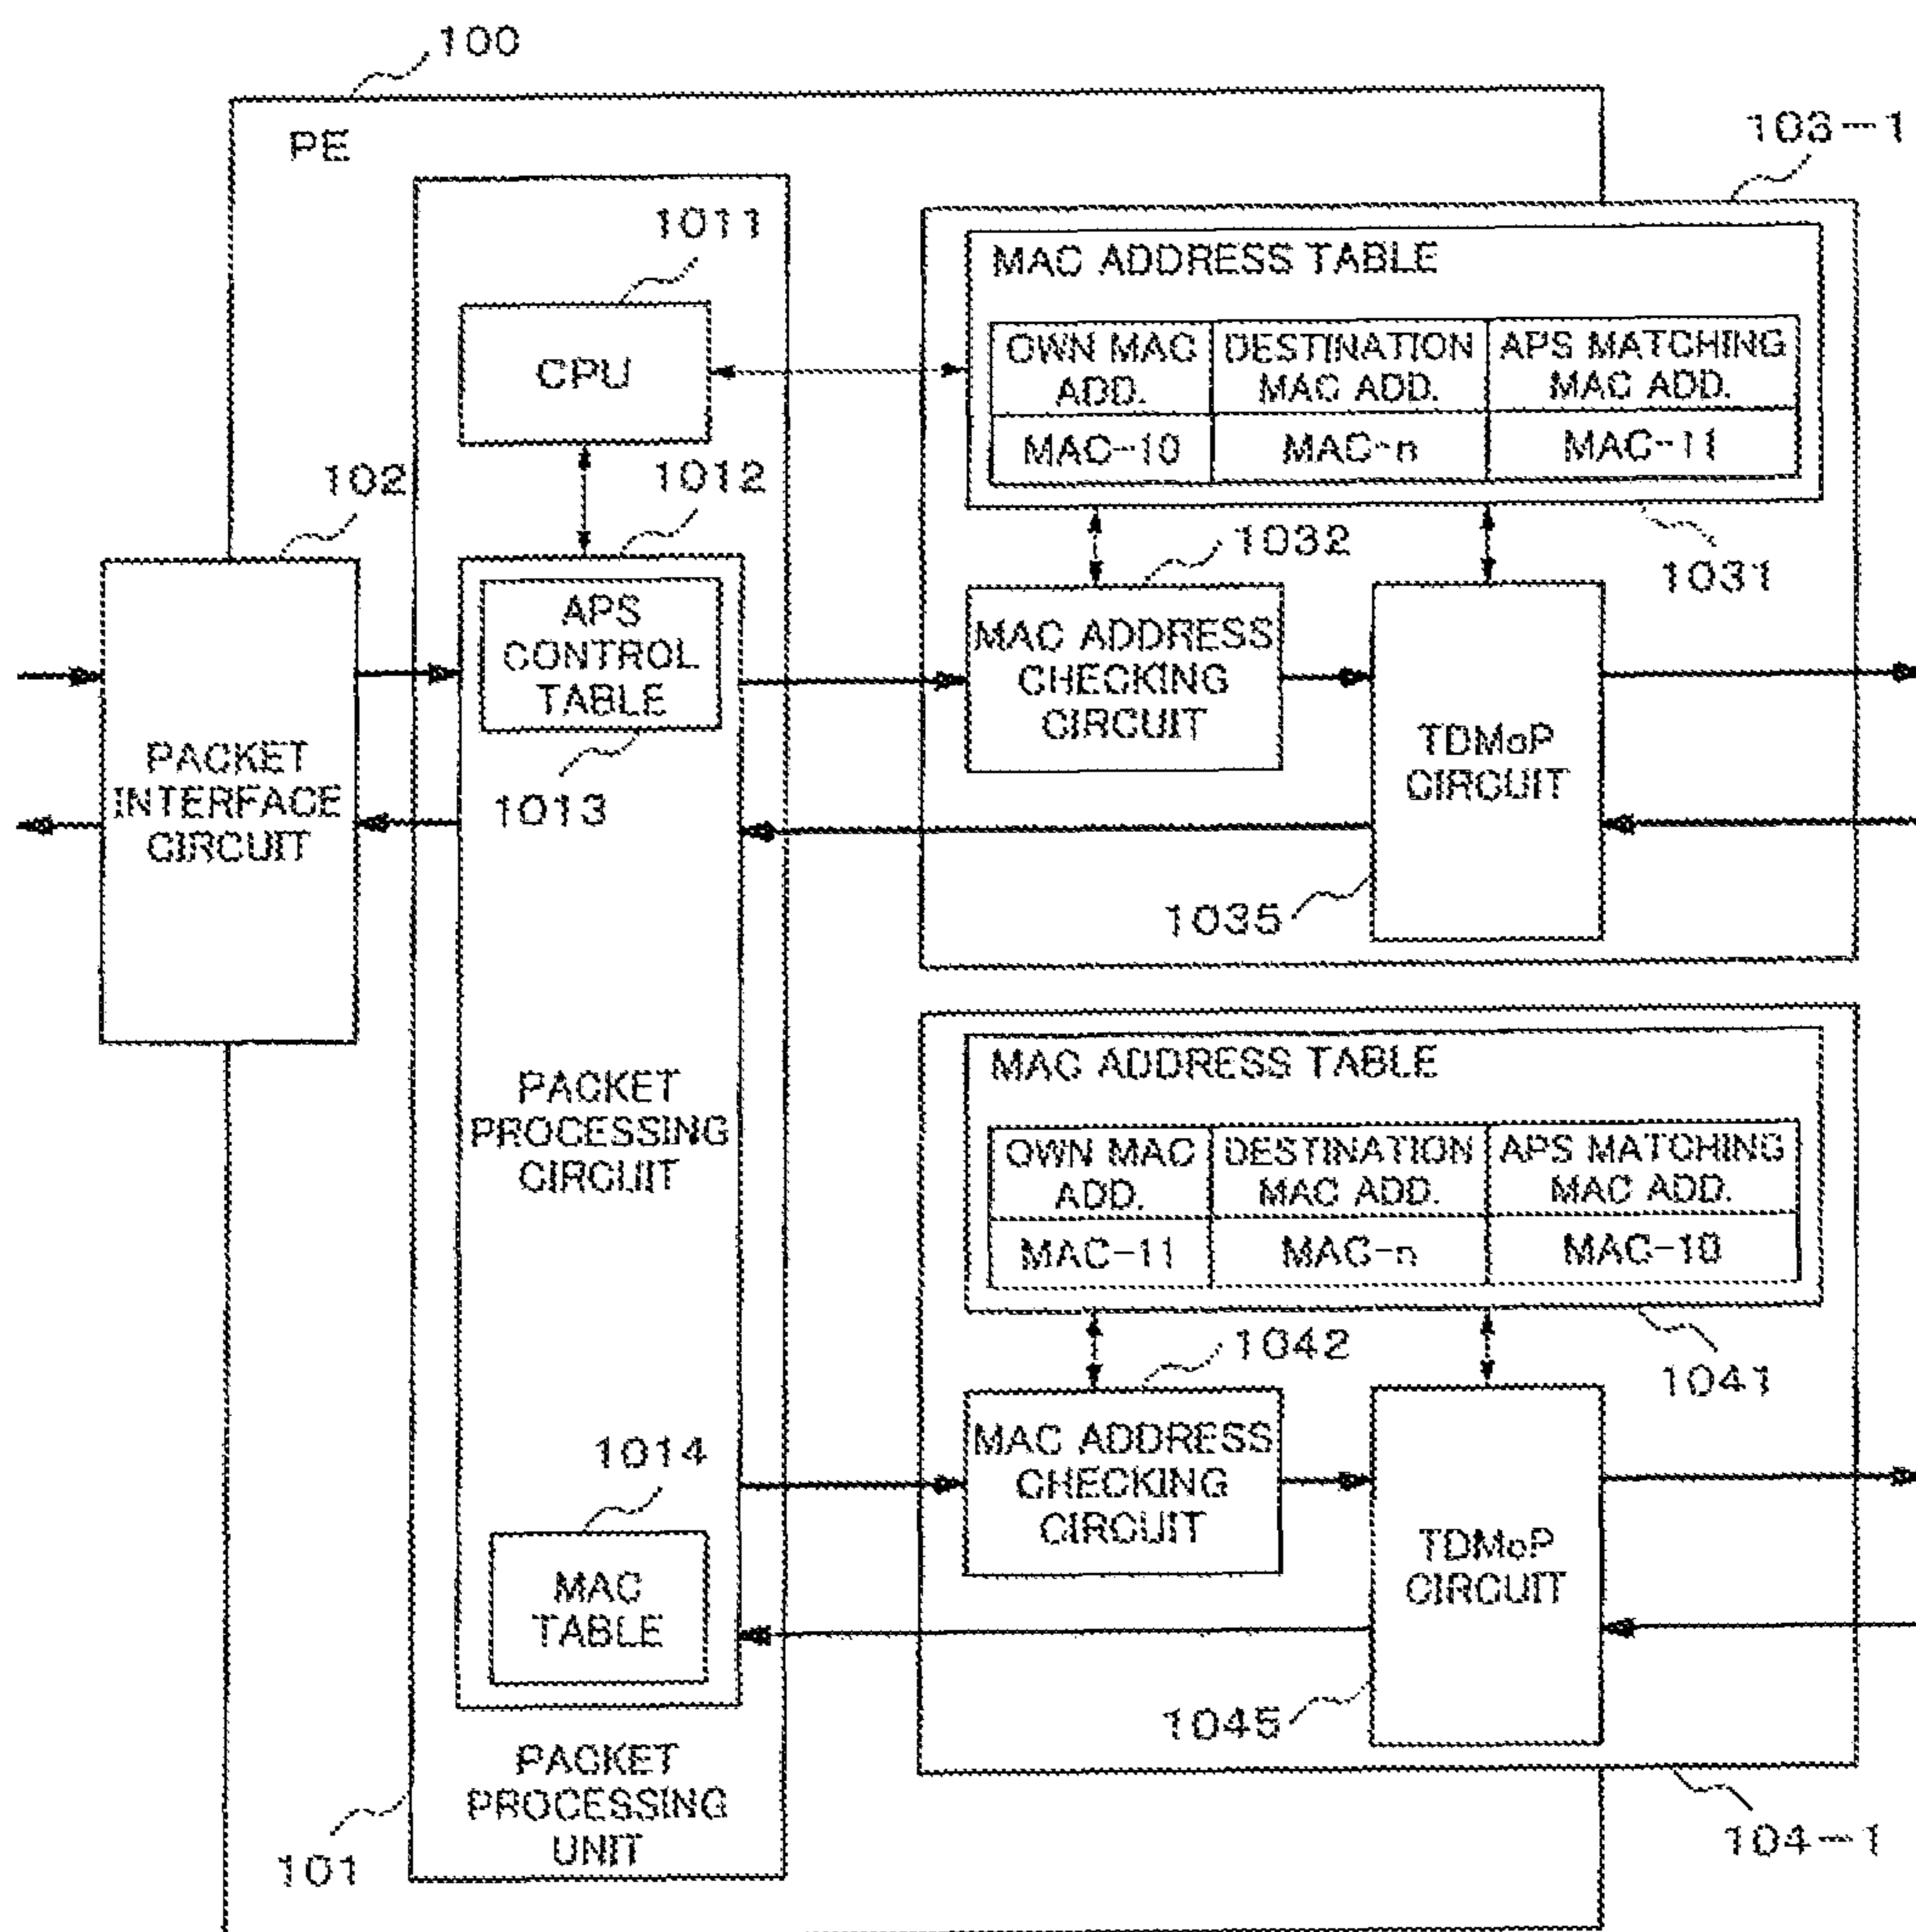 100
PE
103-1
1011
MAC ADDRESS TABLE
OWN MAC ADD.
DESTINATION MAC ADD.
APS MATCHING MAC ADD.
MAC-10
MAC-n
MAC-11
CPU
102
1012
1032
1031
APS
CONTROL
TABLE
MAC ADDRESS
CHECKING
CIRCUIT
TDMoP
CIRCUIT
PACKET
INTERFACE
CIRCUIT
1013
1035
MAC ADDRESS TABLE
OWN MAC ADD.
DESTINATION MAC ADD.
APS MATCHING MAC ADD.
MAC-11
MAC-n
MAC-10
PACKET
PROCESSING
CIRCUIT
1042
1041
1014
MAC ADDRESS
CHECKING
CIRCUIT
TDMoP
CIRCUIT
MAC
TABLE
1045
PACKET
PROCESSING
UNIT
101
104-1